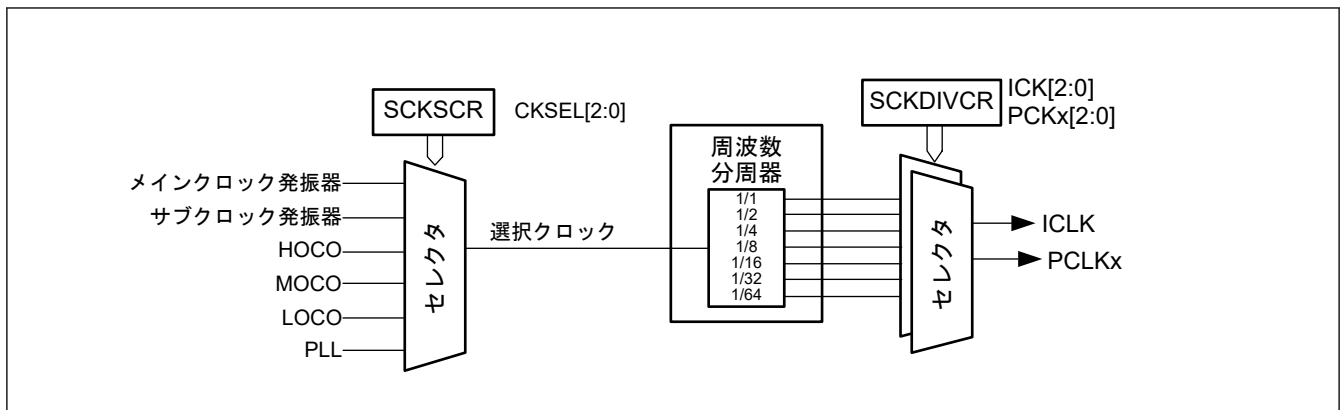 SCKSCR
CKSEL[2:0]
SCKDIVCR
ICK[2:0]
PCKx[2:0]
メインクロック発振器
サブクロック発振器
HOCO
MOCO
LOCO
PLL
セレクタ
選択クロック
周波数
分周器
1/1
1/2
1/4
1/8
1/16
1/32
1/64
セレクタ
ICLK
PCLKx